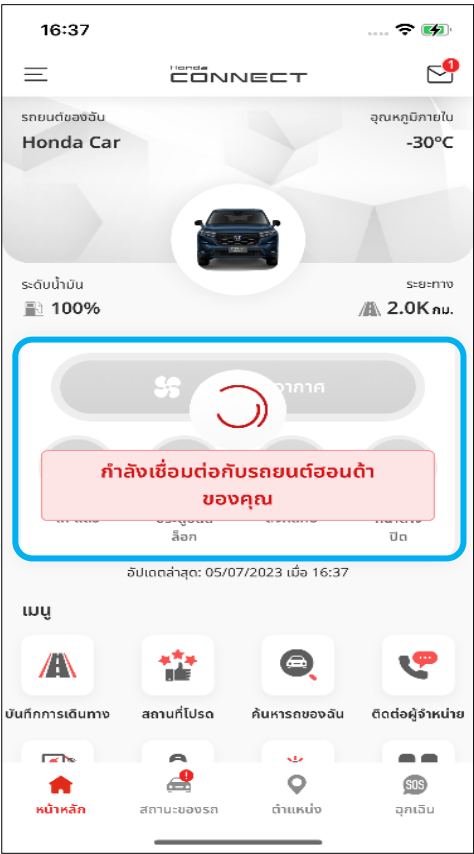 16:37
Honda
CONNECT
1
รถยนต์ของฉัน
อุณหภูมิภายใน
Honda Car
-30°C
ระดับน้ำมัน
ระยะทาง
100%
2.0K กม.
อากาศ
กำลังเชื่อมต่อกับรถยนต์ฮอนด้า
ของคุณ
ล็อก
ปิด
อัปเดตล่าสุด: 05/07/2023 เมื่อ 16:37
เมนู
บันทึกการเดินทาง
สถานที่โปรด
ค้นหารถของฉัน
ติดต่อผู้จำหน่าย
SOS
หน้าหลัก
สถานะของรถ
ตำแหน่ง
ฉุกเฉิน